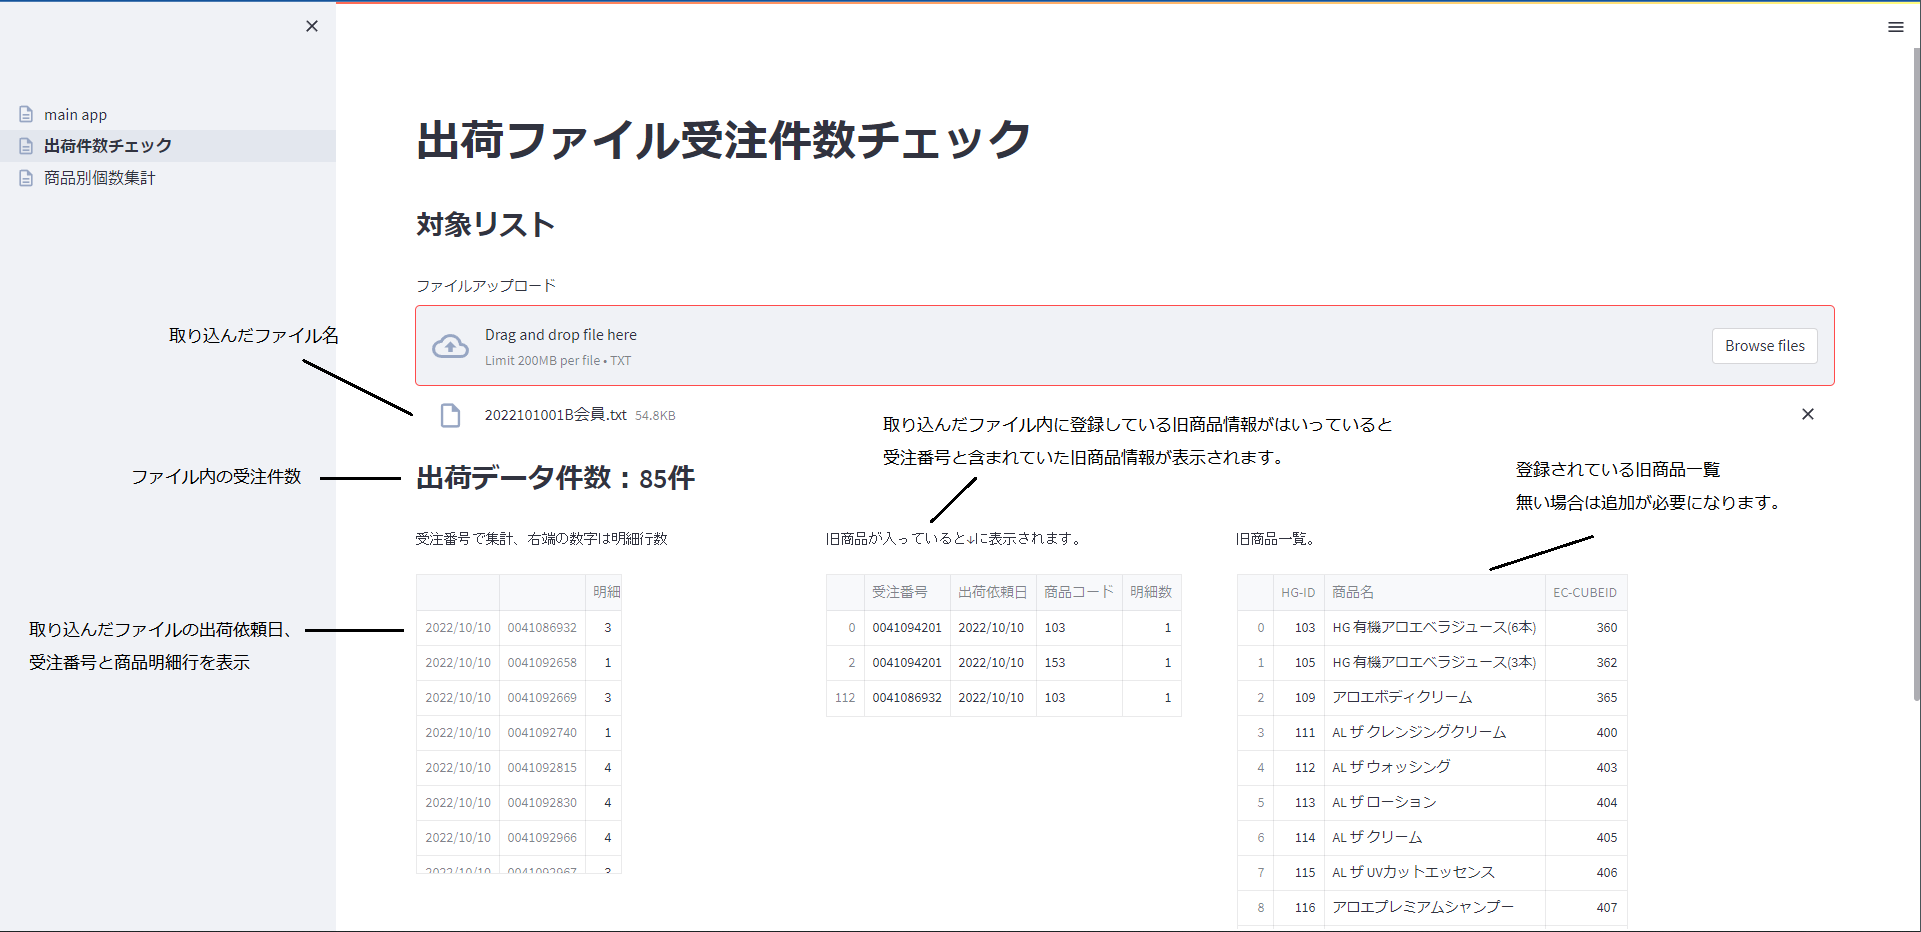 main app
出荷件数チェック
商品別個数集計
出荷ファイル受注件数チェック
対象リスト
ファイルアップロード
取り込んだファイル名
Drag and drop file here
Limit 200MB per file • TXT
Browse files
2022101001B会員.txt 54.8KB
取り込んだファイル内に登録している旧商品情報がはいっていると
受注番号と含まれていた旧商品情報が表示されます。
ファイル内の受注件数
出荷データ件数：85件
登録されている旧商品一覧
無い場合は追加が必要になります。
受注番号で集計、右端の数字は明細行数
取り込んだファイルの出荷依頼日、
受注番号と商品明細行を表示
明細
2022/10/10 0041086932 3
2022/10/10 0041092658 1
2022/10/10 0041092669 3
2022/10/10 0041092740 1
2022/10/10 0041092815 4
2022/10/10 0041092830 4
2022/10/10 0041092966 4
2022/10/10 0041092967 3
旧商品が入っていると↓に表示されます。
受注番号 出荷依頼日 商品コード 明細数
0 0041094201 2022/10/10 103 1
2 0041094201 2022/10/10 153 1
112 0041086932 2022/10/10 103 1
旧商品一覧。
HG-ID 商品名 EC-CUBEID
0 103 HG 有機アロエベラジュース(6本) 360
1 105 HG 有機アロエベラジュース(3本) 362
2 109 アロエボディクリーム 365
3 111 AL ザ クレンジングクリーム 400
4 112 AL ザ ウォッシング 403
5 113 AL ザ ローション 404
6 114 AL ザ クリーム 405
7 115 AL ザ UVカットエッセンス 406
8 116 アロエプレミアムシャンプー 407